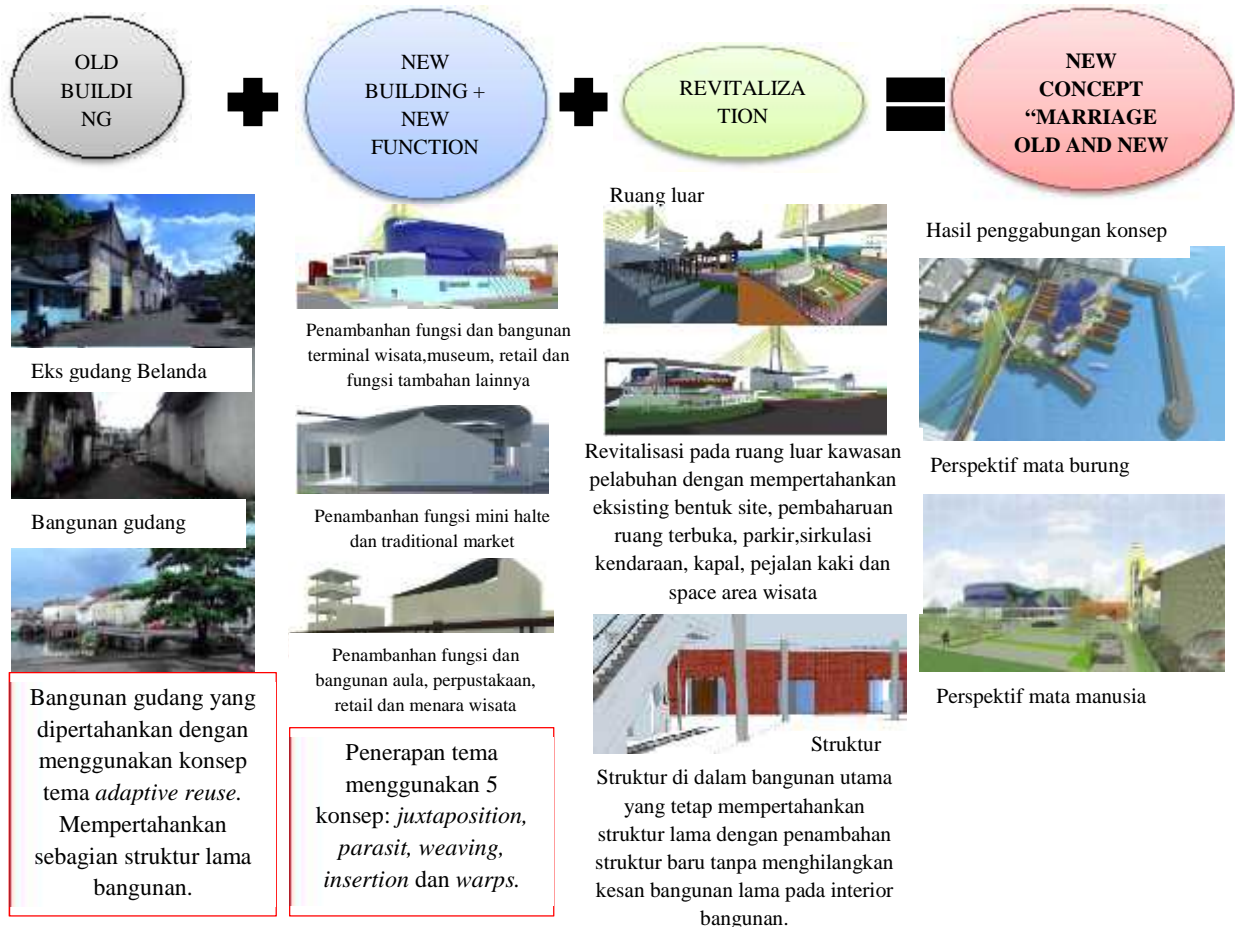 OLD
BUILDI
NG
NEW
BUILDING +
NEW
FUNCTION
REVITALIZA
TION
NEW
CONCEPT
“MARRIAGE
OLD AND NEW
Eks gudang Belanda
Bangunan gudang
Bangunan gudang yang
dipertahankan dengan
menggunakan konsep
tema adaptive reuse.
Mempertahankan
sebagian struktur lama
bangunan.
Penambanhan fungsi dan bangunan
terminal wisata,museum, retail dan
fungsi tambahan lainnya
Penambanhan fungsi mini halte
dan traditional market
Penambanhan fungsi dan
bangunan aula, perpustakaan,
retail dan menara wisata
Penerapan tema
menggunakan 5
konsep: juxtaposition,
parasit, weaving,
insertion dan warps.
Ruang luar
Revitalisasi pada ruang luar kawasan
pelabuhan dengan mempertahankan
eksisting bentuk site, pembaharuan
ruang terbuka, parkir,sirkulasi
kendaraan, kapal, pejalan kaki dan
space area wisata
Struktur
Struktur di dalam bangunan utama
yang tetap mempertahankan
struktur lama dengan penambahan
struktur baru tanpa menghilangkan
kesan bangunan lama pada interior
bangunan.
Hasil penggabungan konsep
Perspektif mata burung
Perspektif mata manusia